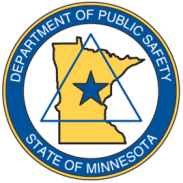 DEPARTMENT OF PUBLIC SAFETY
STATE OF MINNESOTA